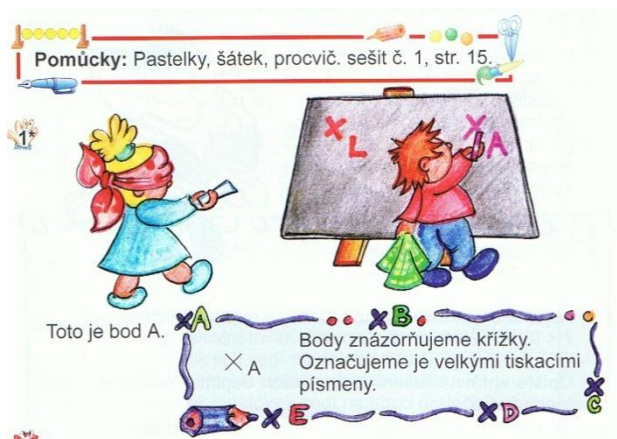 Pomůcky: Pastelky, šátek, procvič. sešit č. 1, str. 15.
1*
L
A
Toto je bod A.
A
B
Body znázorňujeme křížky.
Označujeme je velkými tiskacími
písmeny.
A
C
E
D